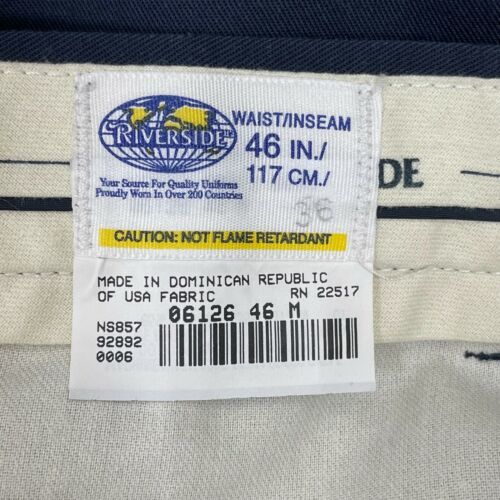 RIVERSIDE
Your Source For Quality Uniforms
Proudly Worn In Over 200 Countries
WAIST/INSEAM
46 IN./
117 CM./
36
DE
CAUTION: NOT FLAME RETARDANT
MADE IN DOMINICAN REPUBLIC
OF USA FABRIC RN 22517
06126 46 M
NS857
92892
0006